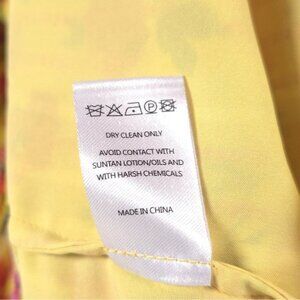 DRY CLEAN ONLY
AVOID CONTACT WITH
SUNTAN LOTION/OILS AND
WITH HARSH CHEMICALS
MADE IN CHINA